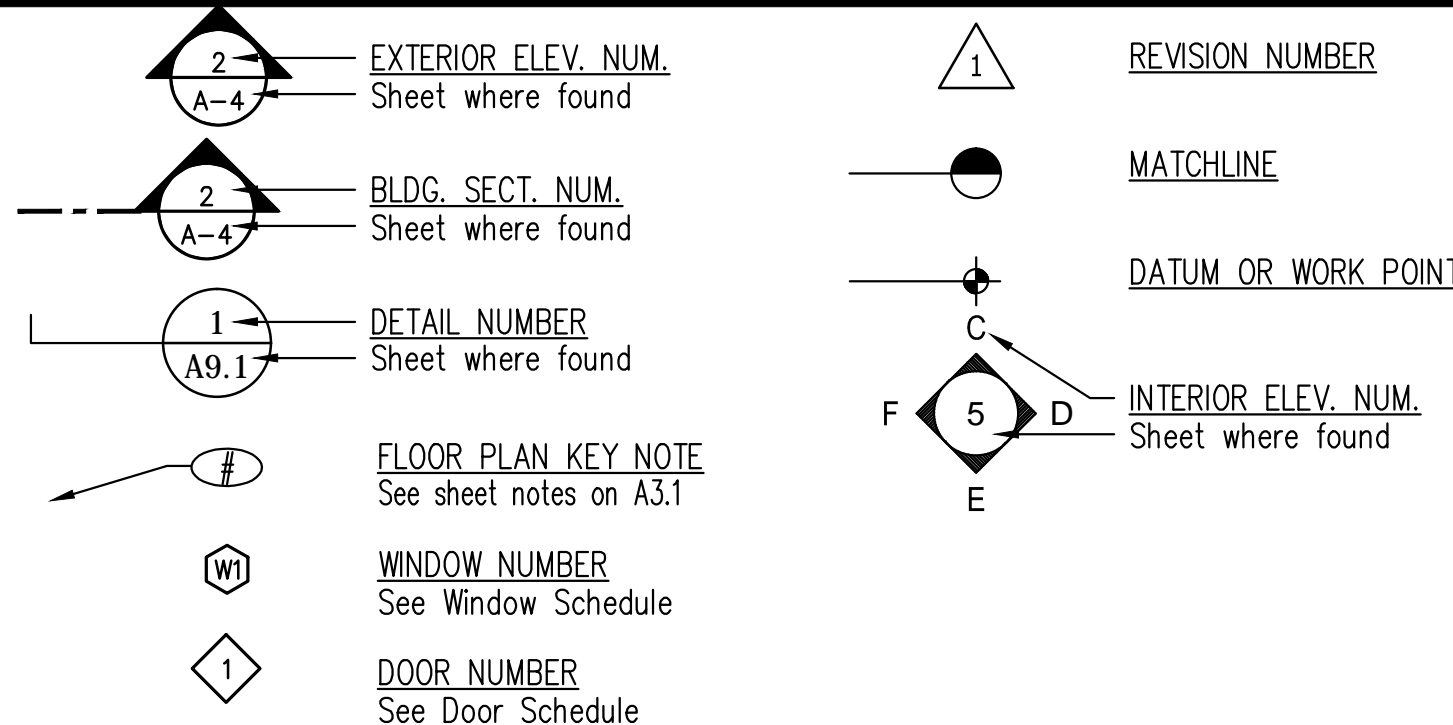 2
EXTERIOR ELEV. NUM.
A-4
Sheet where found
2
BLDG. SECT. NUM.
A-4
Sheet where found
1
DETAIL NUMBER
A9.1
Sheet where found
#
FLOOR PLAN KEY NOTE
See sheet notes on A3.1
W1
WINDOW NUMBER
See Window Schedule
1
DOOR NUMBER
See Door Schedule
1
REVISION NUMBER
MATCHLINE
DATUM OR WORK POINT
C
F
5
D
E
INTERIOR ELEV. NUM.
Sheet where found